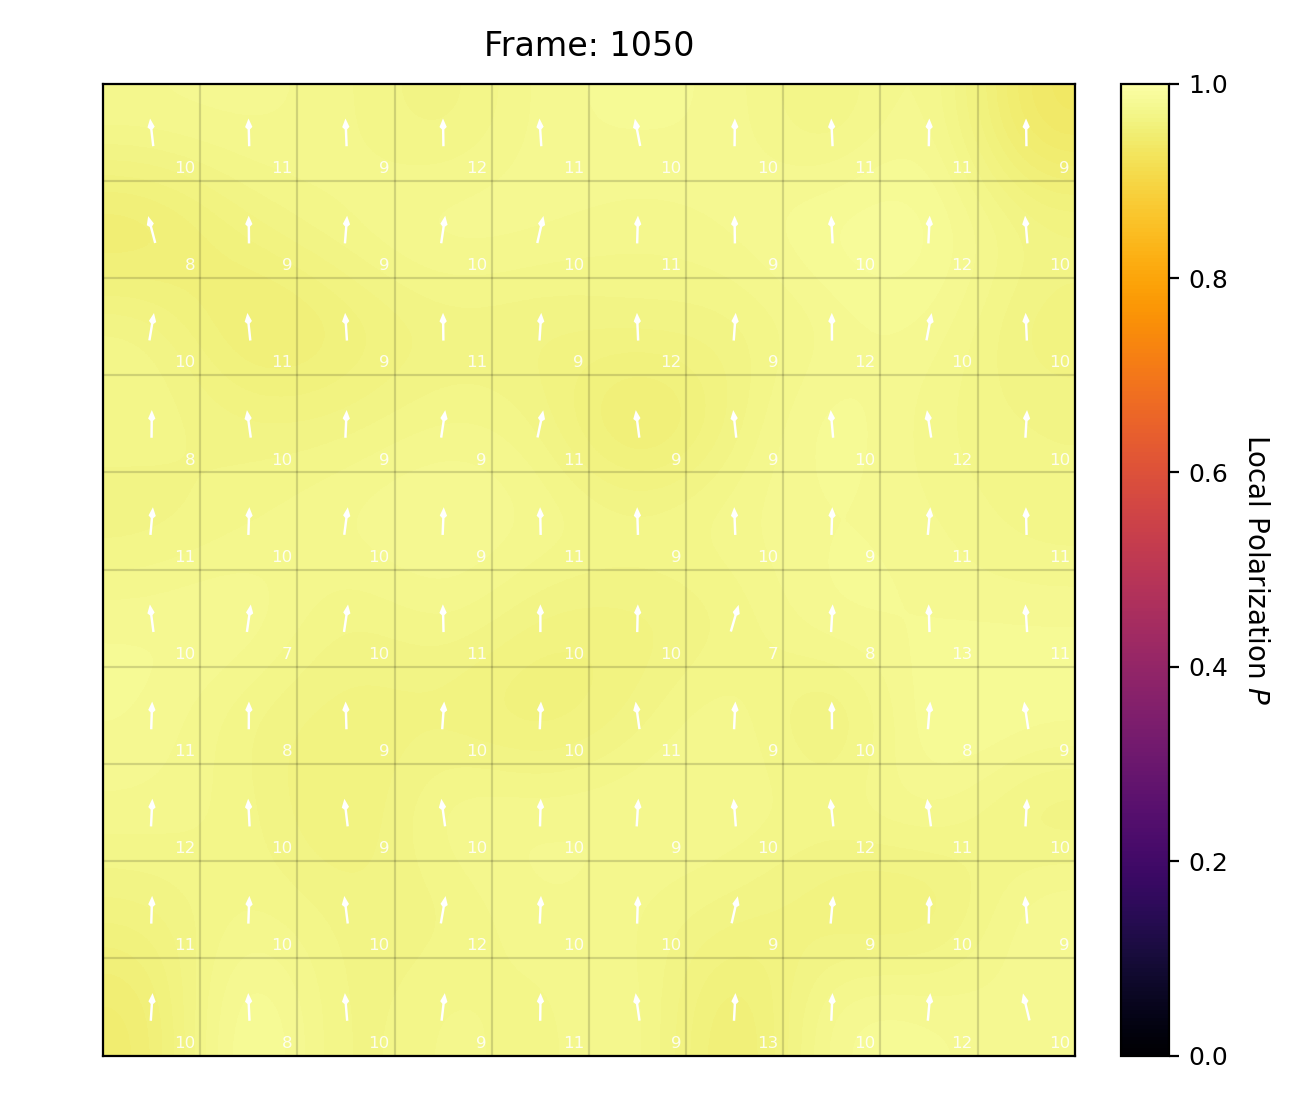 Frame: 1050
10 11 9 12 11 10 10 11 11 9
8 9 9 10 10 11 9 10 12 10
10 11 9 11 9 12 9 12 10 10
8 10 9 9 11 9 9 10 12 10
11 10 10 9 11 9 10 9 11 11
10 7 10 11 10 10 7 8 13 11
11 8 9 10 10 11 9 10 8 9
12 10 9 10 10 9 10 12 11 10
11 10 10 12 10 10 9 9 10 9
10 8 10 9 11 9 13 10 12 10
1.0
0.8
0.6
0.4
0.2
0.0
Local Polarization P